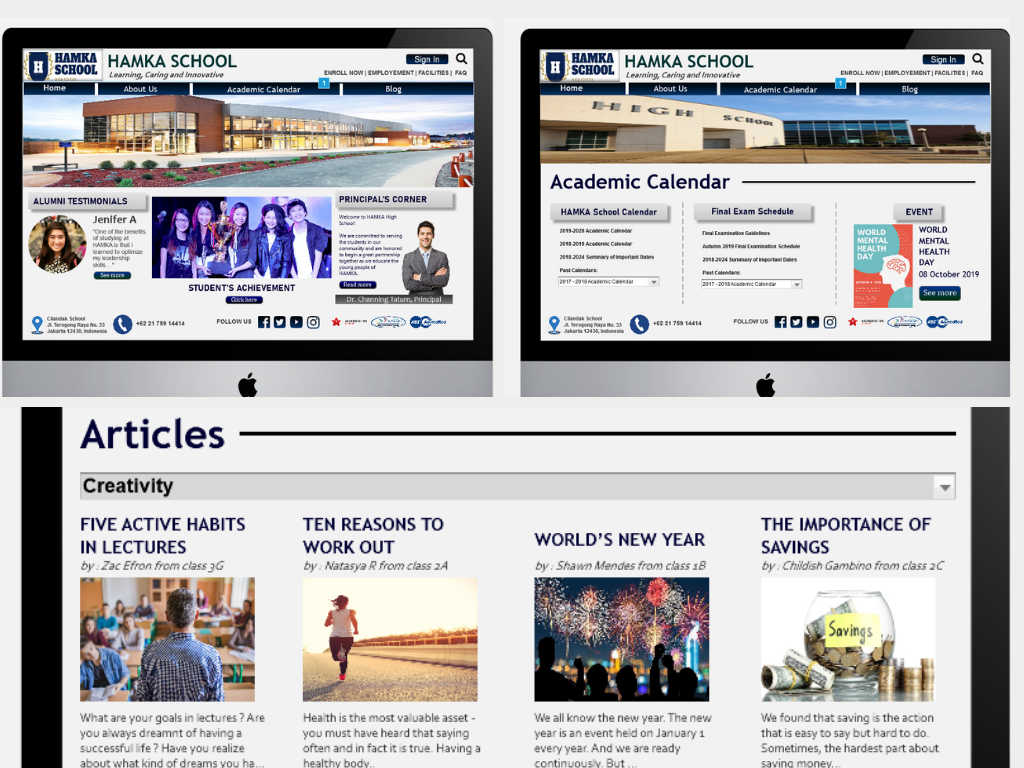 HAMKA
SCHOOL
HAMKA SCHOOL
Learning, Caring and Innovative
Sign In
ENROLL NOW | EMPLOYEMENT | FACILITIES | FAQ
Home
About Us
Academic Calendar
Blog
ALUMNI TESTIMONIALS
Jenifer A
"One of the benefits
of studying at
HAMKA is that i
learned to optimize
my leadership
skills..."
See more
STUDENT'S ACHIEVEMENT
Click here
PRINCIPAL'S CORNER
Welcome to HAMKA High
School!
We are committed to serving
the students in our
community and are honored
to begin a great partnership
together as we educate the
young people of
HAMKA.
Read more
Dr. Channing Tatum, Principal
Cilandak School
Jl. Terogong Raya No. 33
Jakarta 12430, Indonesia
+62 21 759 14414
FOLLOW US
HAMKA
SCHOOL
HAMKA SCHOOL
Learning, Caring and Innovative
Sign In
ENROLL NOW | EMPLOYEMENT | FACILITIES | FAQ
Home
About Us
Academic Calendar
Blog
HIGH SCHOOL
Academic Calendar
HAMKA School Calendar
2019-2020 Academic Calendar
2018-2019 Academic Calendar
2018-2024 Summary of Important Dates
Past Calendars:
2017 - 2018 Academic Calendar
Final Exam Schedule
Final Examination Guidelines
Autumn 2019 Final Examination Schedule
2018-2024 Summary of Important Dates
Past Calendars:
2017 - 2018 Academic Calendar
EVENT
WORLD
MENTAL
HEALTH
DAY
WORLD
MENTAL
HEALTH
DAY
08 October 2019
See more
Cilandak School
Jl. Terogong Raya No. 33
Jakarta 12430, Indonesia
+62 21 759 14414
FOLLOW US
Articles
Creativity
FIVE ACTIVE HABITS
IN LECTURES
by : Zac Efron from class 3G
What are your goals in lectures ? Are
you always dreamnt of having a
successful life ? Have you realize
about what kind of dreams you ha...
TEN REASONS TO
WORK OUT
by : Natasya R from class 2A
Health is the most valuable asset -
you must have heard that saying
often and in fact it is true. Having a
healthy body..
WORLD'S NEW YEAR
by : Shawn Mendes from class 1B
We all know the new year. The new
year is an event held on January 1
every year. And we are ready
continuously. But ...
THE IMPORTANCE OF
SAVINGS
by : Childish Gambino from class 2C
Savings
We found that saving is the action
that is easy to say but hard to do.
Sometimes, the hardest part about
saving money...